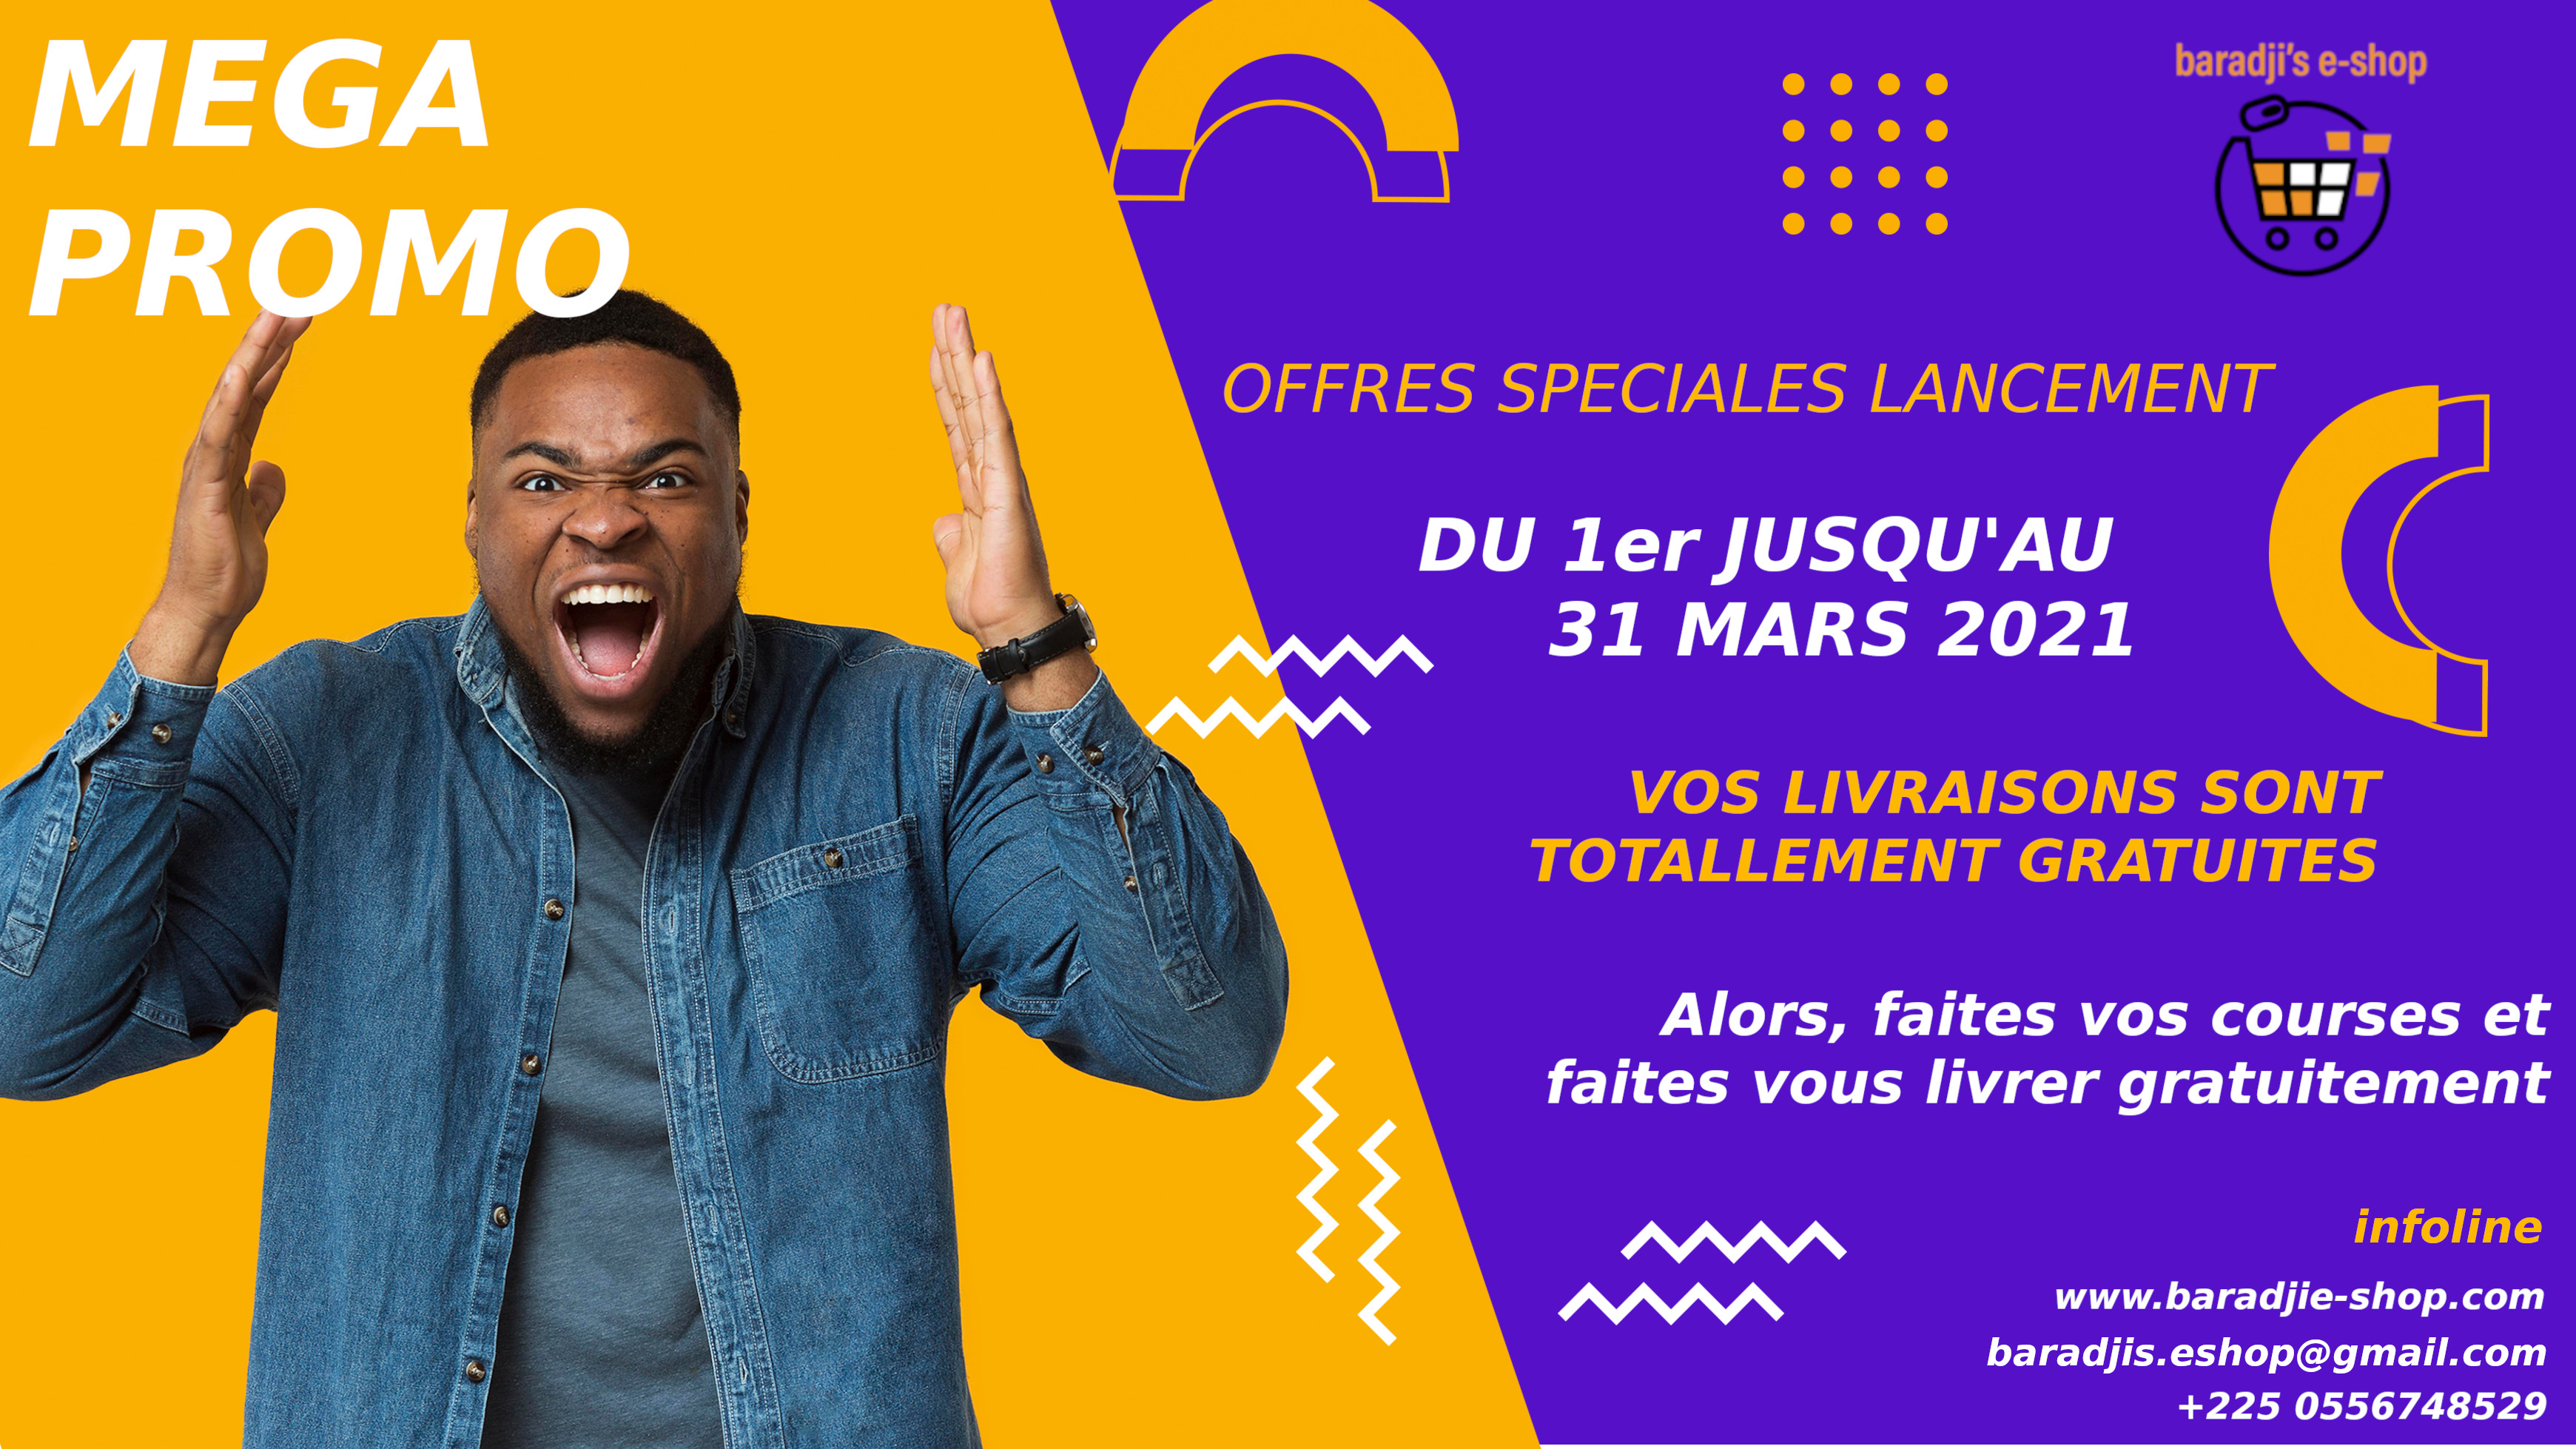 MEGA
PROMO
baradji's e-shop
OFFRES SPECIALES LANCEMENT
DU 1er JUSQU'AU
31 MARS 2021
VOS LIVRAISONS SONT
TOTALLEMENT GRATUITES
Alors, faites vos courses et
faites vous livrer gratuitement
infoline
www.baradjie-shop.com
baradjis.eshop@gmail.com
+225 0556748529